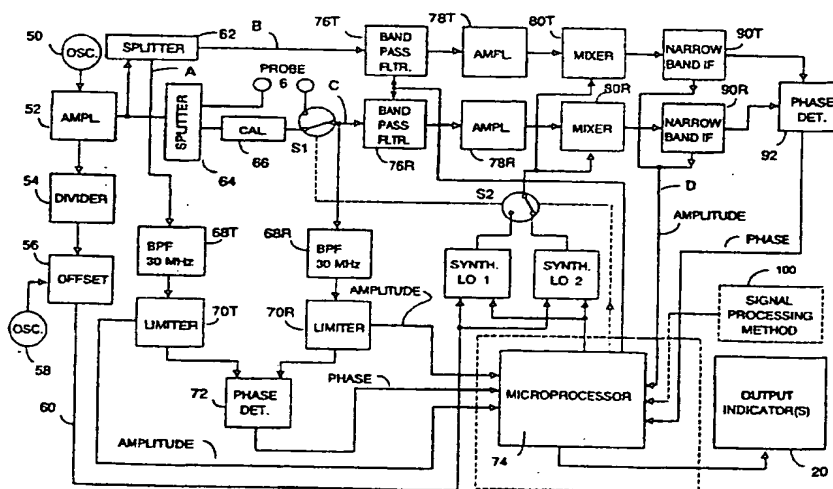 50
OSC.
52
AMPL.
54
DIVIDER
56
OFFSET
OSC.
58
60
SPLITTER
62
A
B
SPLITTER
64
PROBE
6
CAL
66
S1
C
68T
BPF
30 MHz
68R
BPF
30 MHz
LIMITER
70T
70R
LIMITER
AMPLITUDE
72
PHASE
DET.
PHASE
AMPLITUDE
76T
BAND
PASS
FLTR.
BAND
PASS
FLTR.
76R
78T
AMPL.
AMPL.
78R
80T
MIXER
80R
MIXER
90T
NARROW
BAND IF
90R
NARROW
BAND IF
PHASE
DET.
92
D
AMPLITUDE
PHASE
S2
SYNTH.
LO 1
SYNTH.
LO 2
100
SIGNAL
PROCESSING
METHOD
MICROPROCESSOR
74
OUTPUT
INDICATOR(S)
20